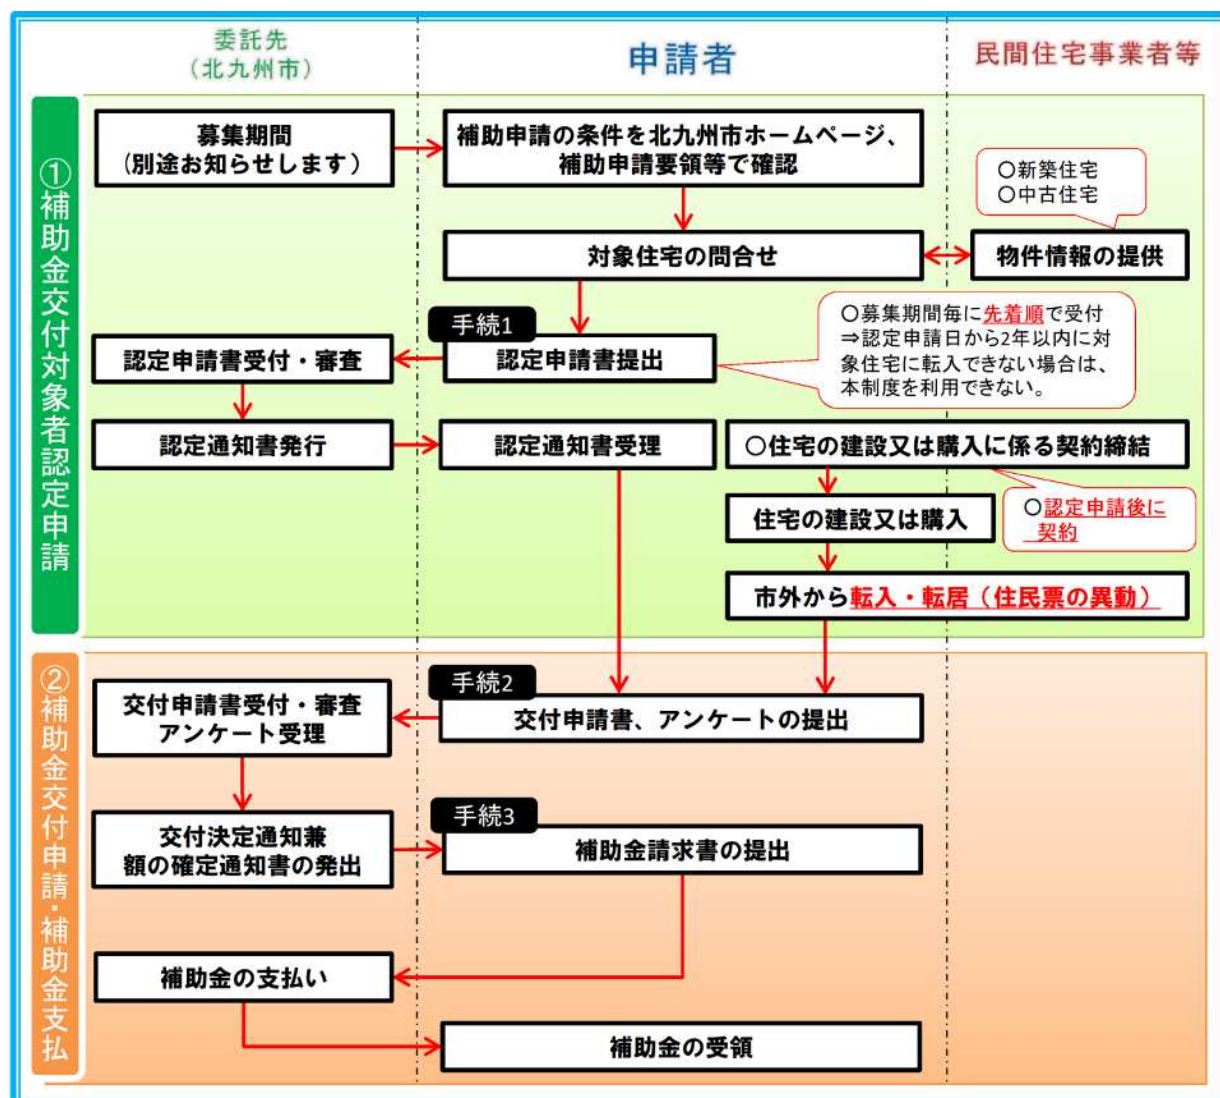 委託先
(北九州市)
申請者
民間住宅事業者等
①補助金交付対象者認定申請
募集期間
(別途お知らせします)
補助申請の条件を北九州市ホームページ、
補助申請要領等で確認
○新築住宅
○中古住宅
対象住宅の問合せ
物件情報の提供
手続1
認定申請書提出
認定申請書受付・審査
○募集期間毎に先着順で受付
⇒認定申請日から2年以内に対
象住宅に転入できない場合は、
本制度を利用できない。
認定通知書発行
認定通知書受理
○住宅の建設又は購入に係る契約締結
住宅の建設又は購入
○認定申請後に
契約
市外から転入・転居(住民票の異動)
②補助金交付申請・補助金支払
手続2
交付申請書、アンケートの提出
交付申請書受付・審査
アンケート受理
交付決定通知兼
額の確定通知書の発出
手続3
補助金請求書の提出
補助金の支払い
補助金の受領